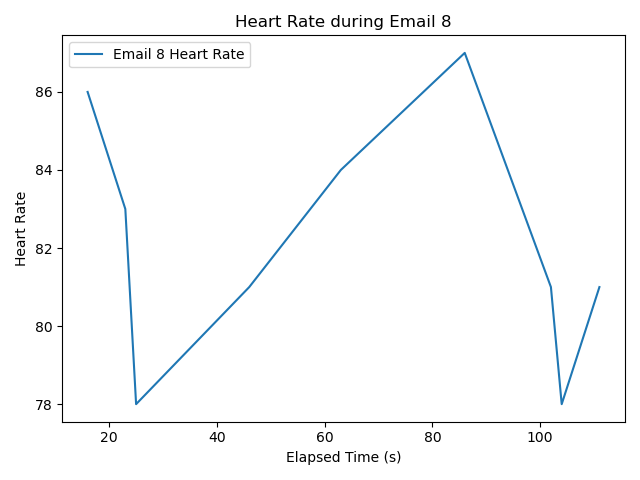 Heart Rate during Email 8
Email 8 Heart Rate
86
84
82
80
78
Heart Rate
20 40 60 80 100
Elapsed Time (s)